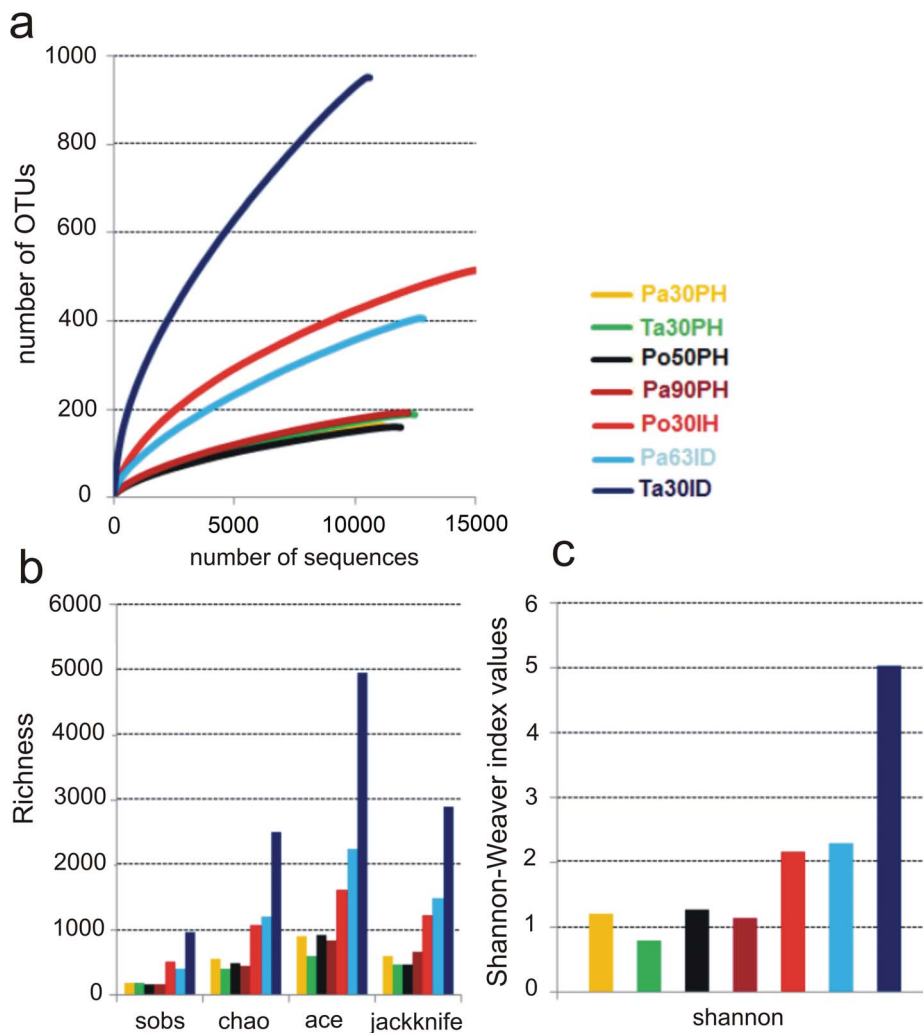 a
1000
800
600
400
200
0
0 5000 10000 15000
number of OTUs
number of sequences
Pa30PH
Ta30PH
Po50PH
Pa90PH
Po30IH
Pa63ID
Ta30ID
b
6000
5000
4000
3000
2000
1000
0
Richness
sobs chao ace jackknife
c
6
5
4
3
2
1
0
Shannon-Weaver index values
shannon